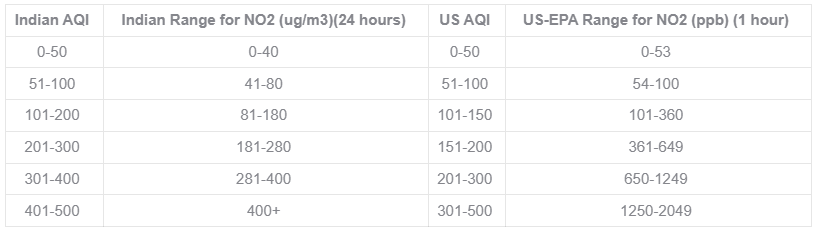 Indian AQI Indian Range for NO2 (ug/m3)(24 hours) US AQI US-EPA Range for NO2 (ppb) (1 hour)
0-50 0-40 0-50 0-53
51-100 41-80 51-100 54-100
101-200 81-180 101-150 101-360
201-300 181-280 151-200 361-649
301-400 281-400 201-300 650-1249
401-500 400+ 301-500 1250-2049